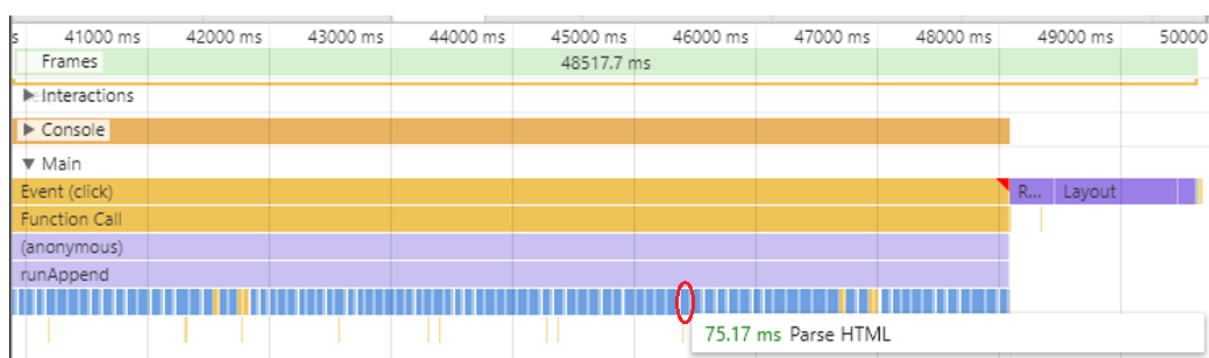 s 41000 ms 42000 ms 43000 ms 44000 ms 45000 ms 46000 ms 47000 ms 48000 ms 49000 ms 50000
Frames 48517.7 ms
Interactions
Console
Main
Event (click) R... Layout
Function Call
(anonymous)
runAppend
75.17 ms Parse HTML